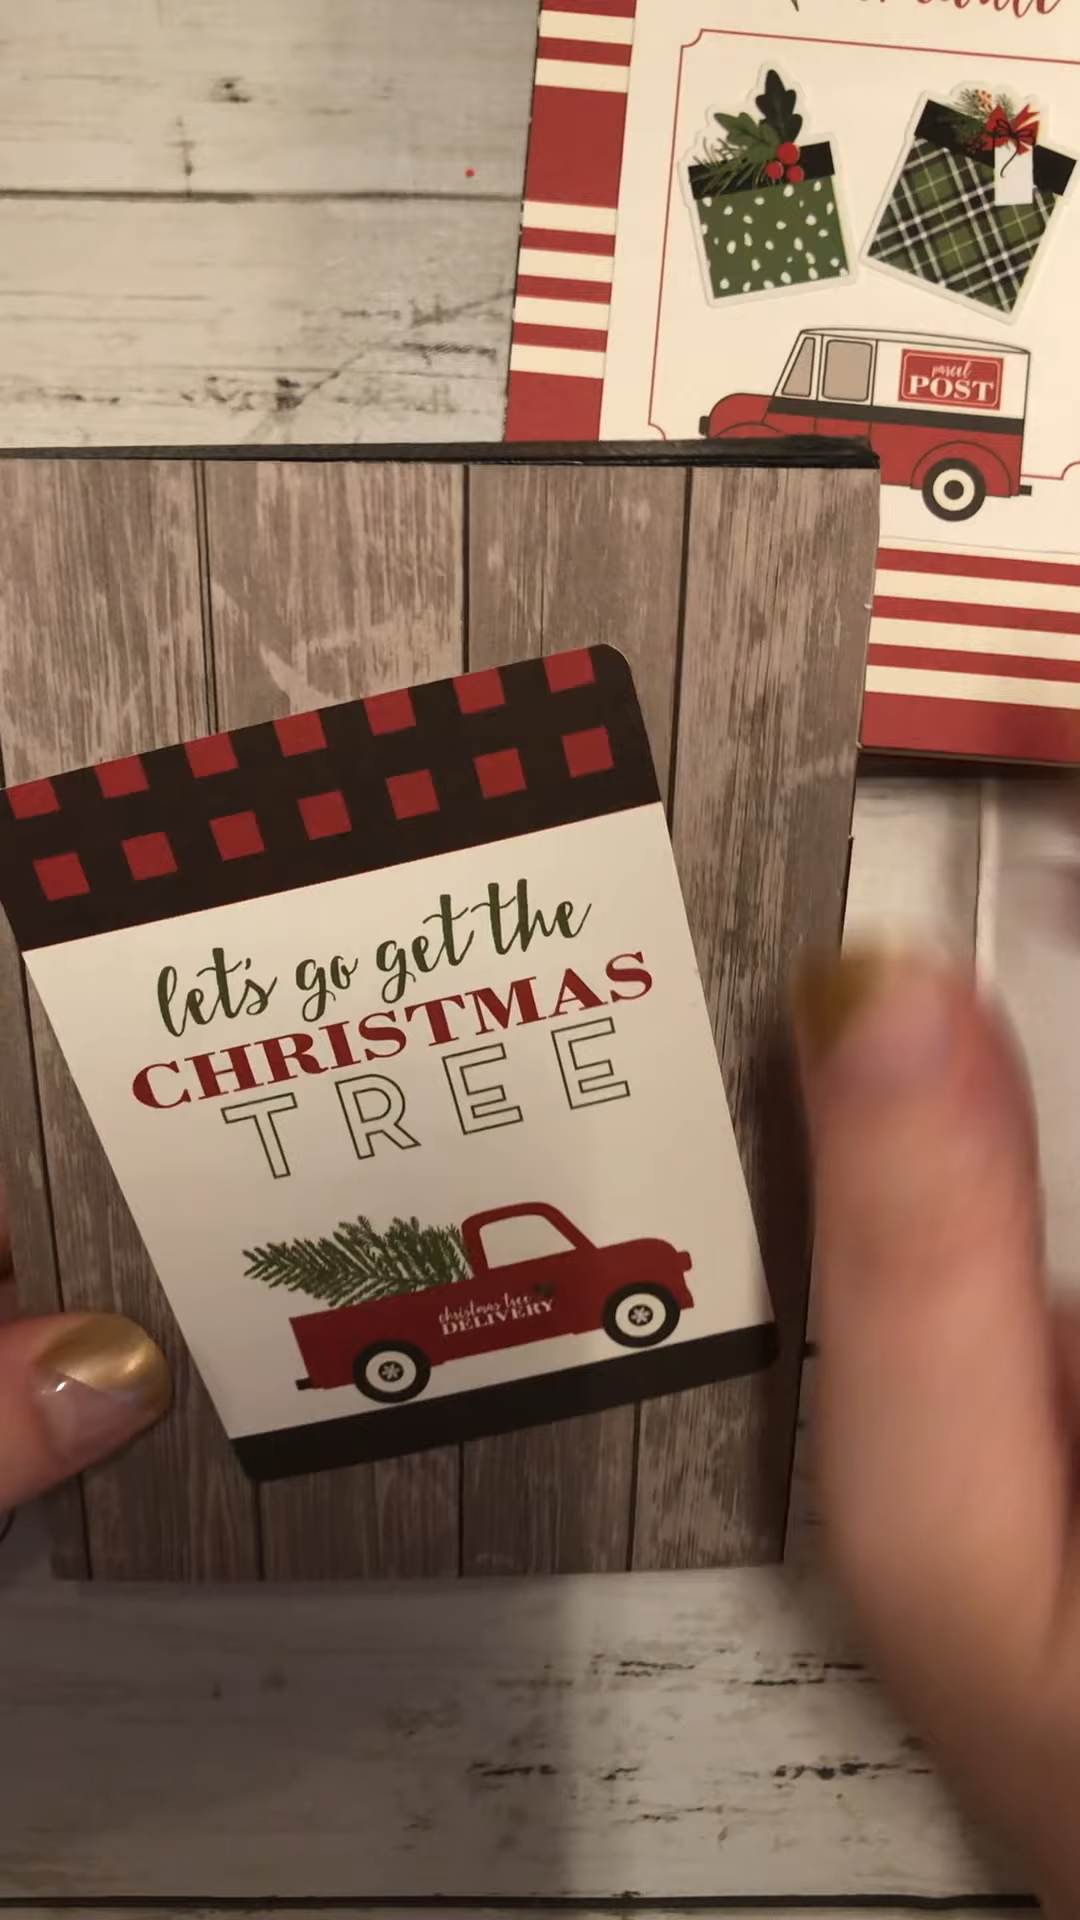 parcel
POST
let's go get the
CHRISTMAS
TREE
christmas tree
DELIVERY